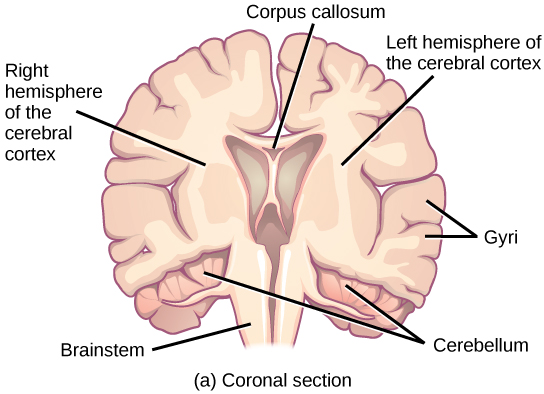 Corpus callosum
Left hemisphere of
the cerebral cortex
Right
hemisphere
of the
cerebral
cortex
Gyri
Cerebellum
Brainstem
(a) Coronal section